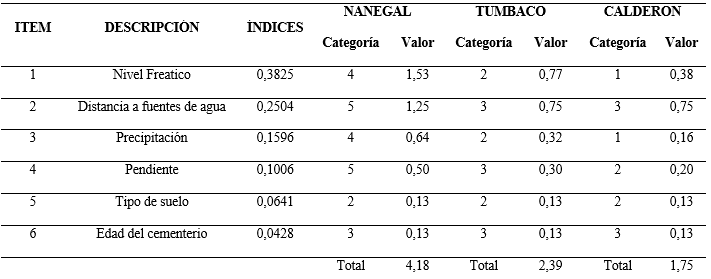 ITEM DESCRIPCIÓN ÍNDICES NANEGAL TUMBACO CALDERON
Categoría Valor Categoría Valor Categoría Valor
1 Nivel Freatico 0,3825 4 1,53 2 0,77 1 0,38
2 Distancia a fuentes de agua 0,2504 5 1,25 3 0,75 3 0,75
3 Precipitación 0,1596 4 0,64 2 0,32 1 0,16
4 Pendiente 0,1006 5 0,50 3 0,30 2 0,20
5 Tipo de suelo 0,0641 2 0,13 2 0,13 2 0,13
6 Edad del cementerio 0,0428 3 0,13 3 0,13 3 0,13
Total 4,18 Total 2,39 Total 1,75